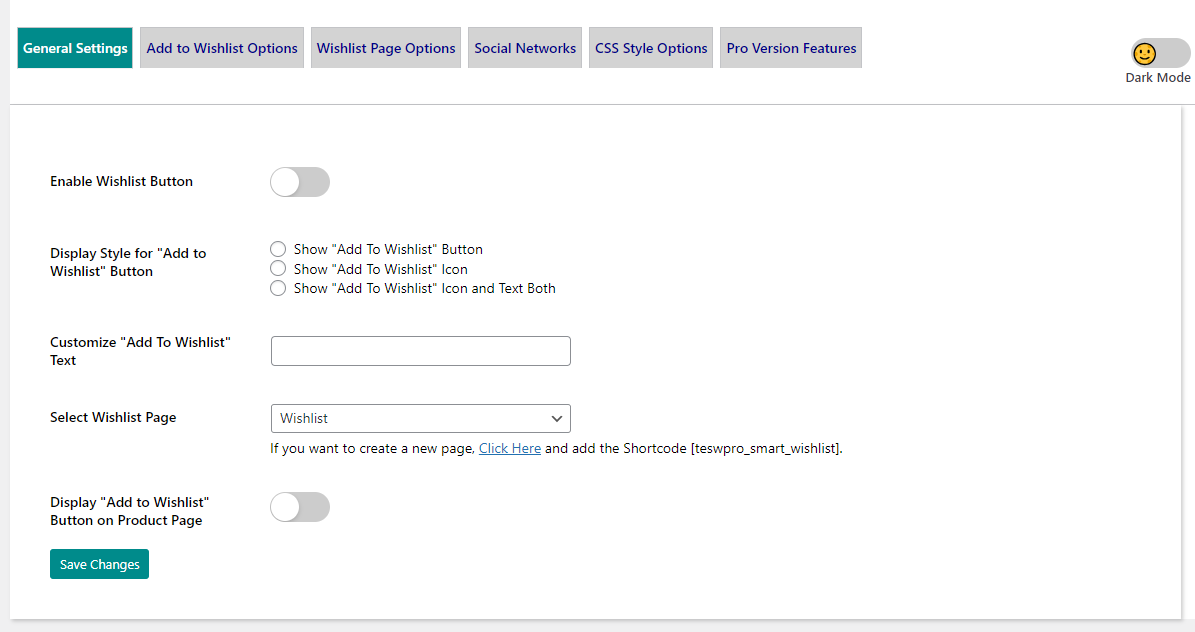 General Settings
Add to Wishlist Options
Wishlist Page Options
Social Networks
CSS Style Options
Pro Version Features
Dark Mode
Enable Wishlist Button
Display Style for "Add to
Wishlist" Button
Show "Add To Wishlist" Button
Show "Add To Wishlist" Icon
Show "Add To Wishlist" Icon and Text Both
Customize "Add To Wishlist"
Text
Select Wishlist Page
Wishlist
If you want to create a new page, Click Here and add the Shortcode [teswpro_smart_wishlist].
Display "Add to Wishlist"
Button on Product Page
Save Changes